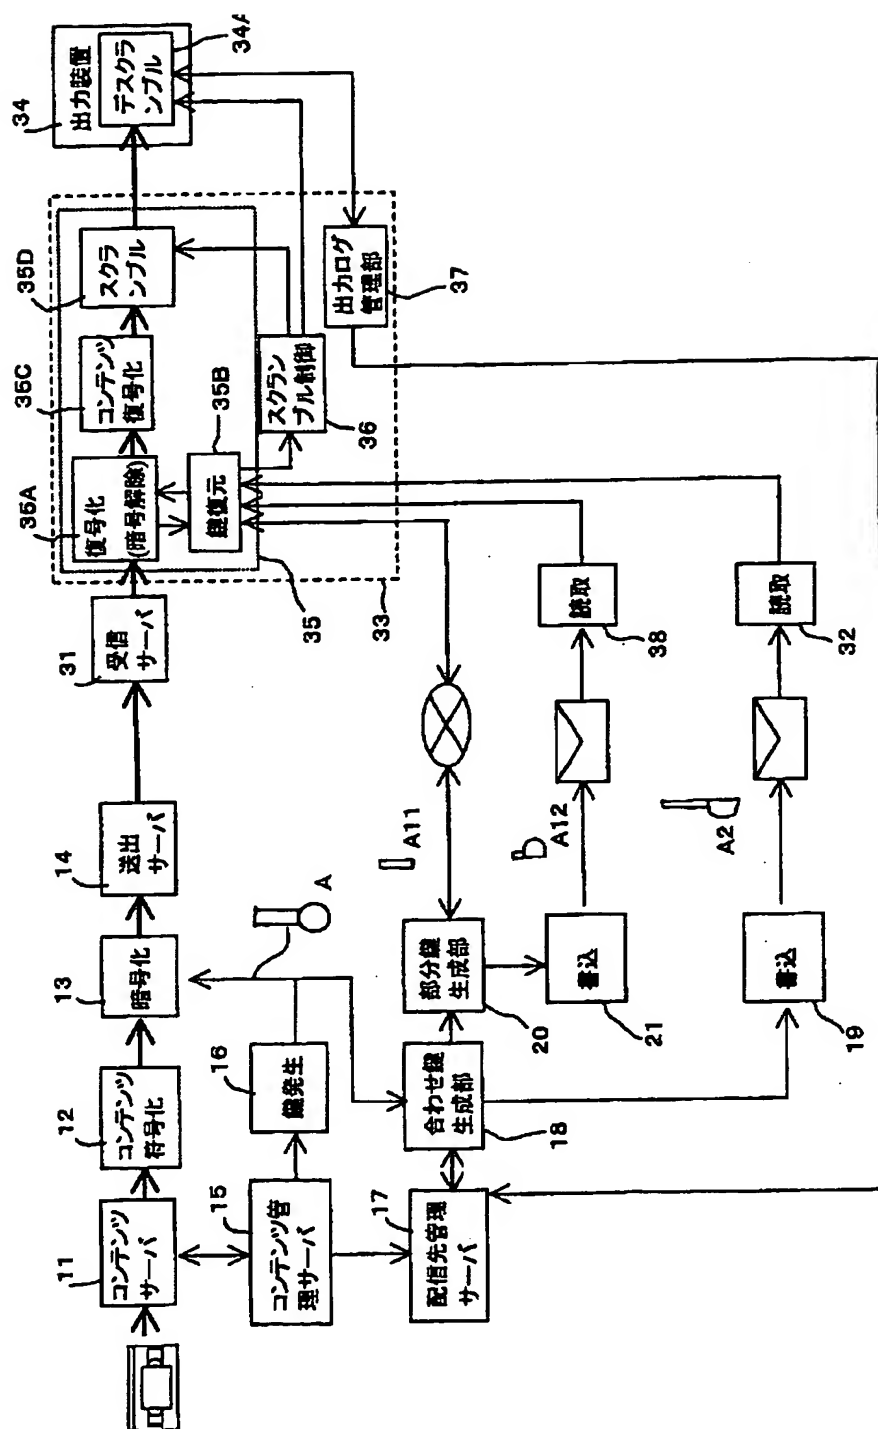 11
コンテンツ
サーバ
12
コンテンツ
符号化
13
暗号化
14
送出
サーバ
31
受信
サーバ
35A
復号化
(暗号解除)
35C
コンテンツ
復号化
35D
スクラ
ンブル
34
出力装置
デスクラ
ンブル
34A
15
コンテンツ管
理サーバ
16
鍵発生
A
35B
鍵復元
35
33
スクラン
ブル制御
36
出力ログ
管理部
37
17
配信先管理
サーバ
合わせ鍵
生成部
18
部分鍵
生成部
20
A11
書込
21
A12
読取
38
書込
19
A2
読取
32